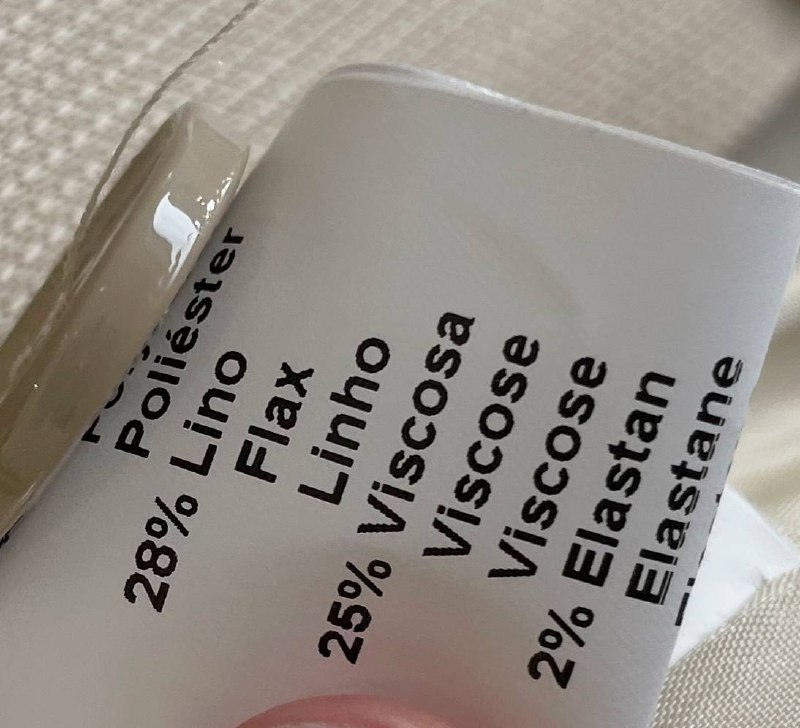 Poliéster
28% Lino
Flax
Linho
25% Viscosa
Viscose
Viscose
2% Elastan
Elastane